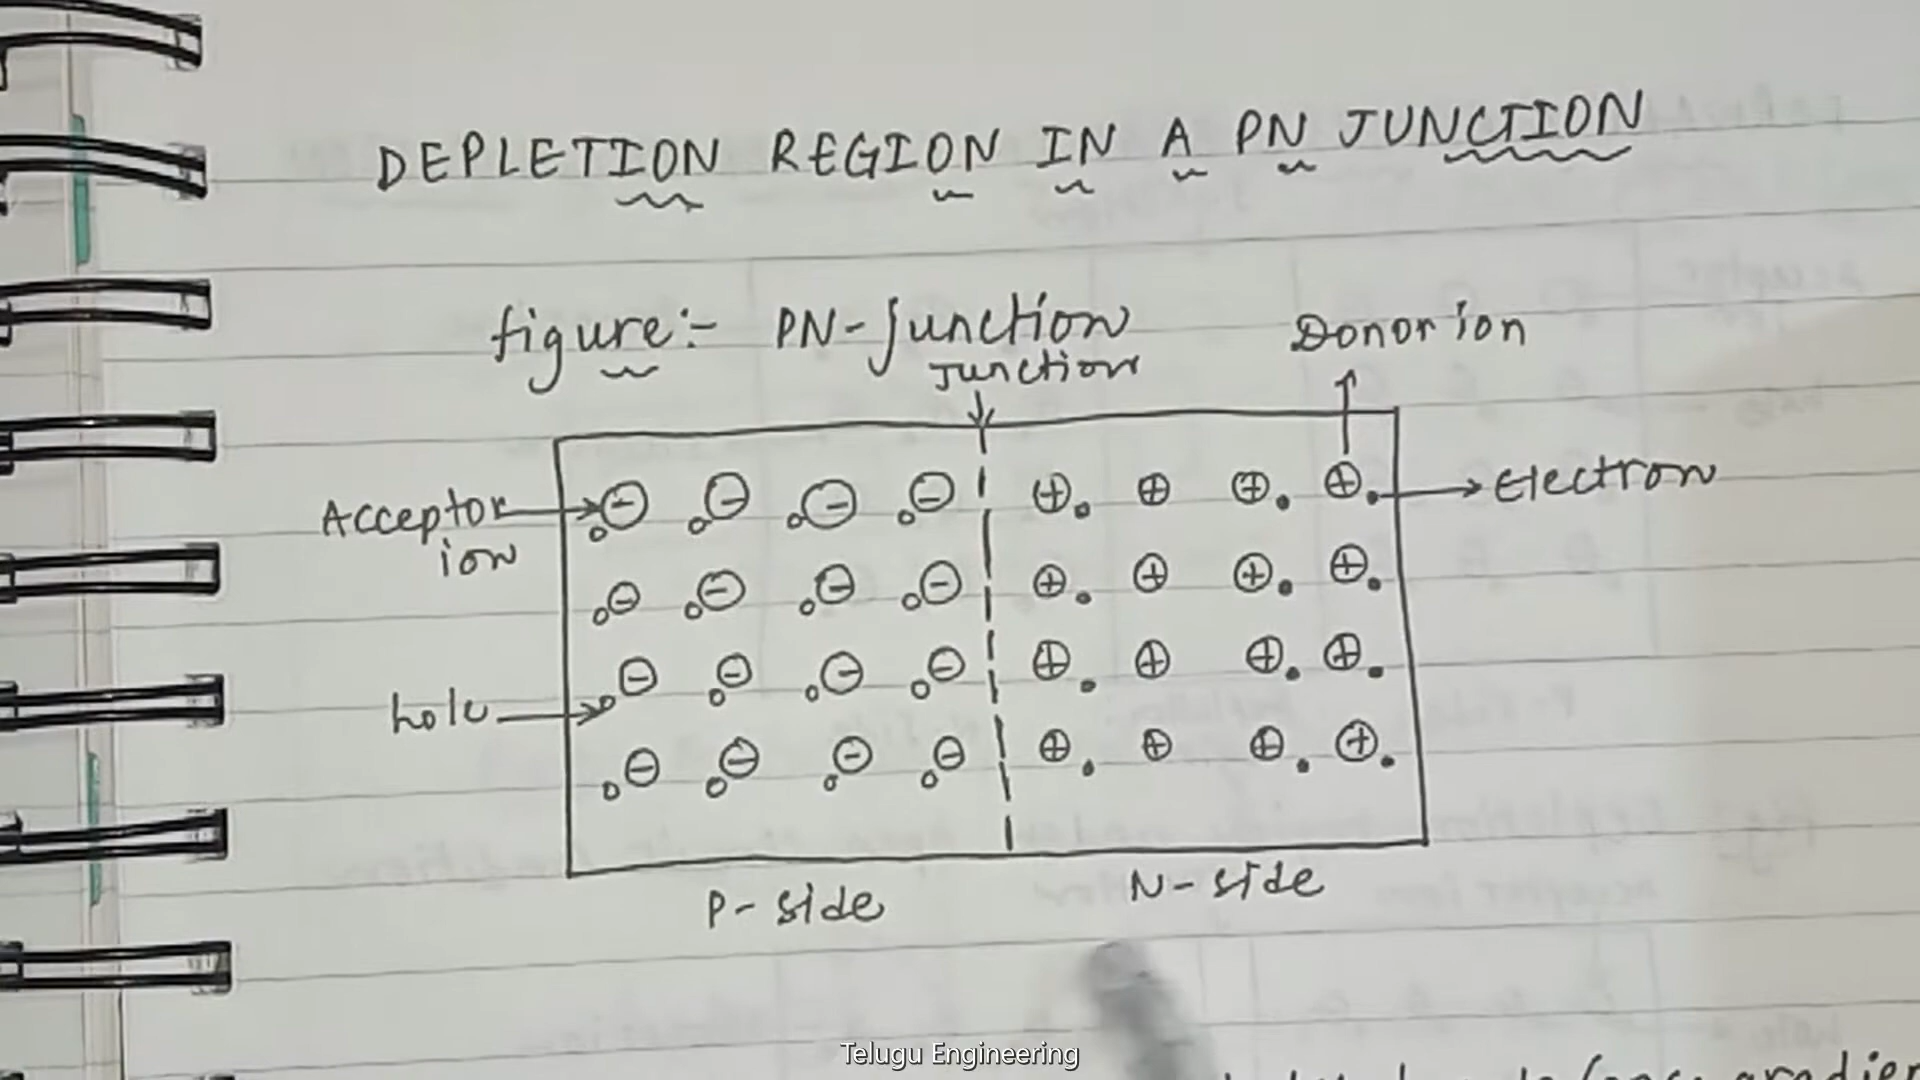 DEPLETION REGION IN A PN JUNCTION
figure:- PN-junction
Junction
Donor ion
Acceptor
ion
Electron
hole
P-side
N-side
Telugu Engineering